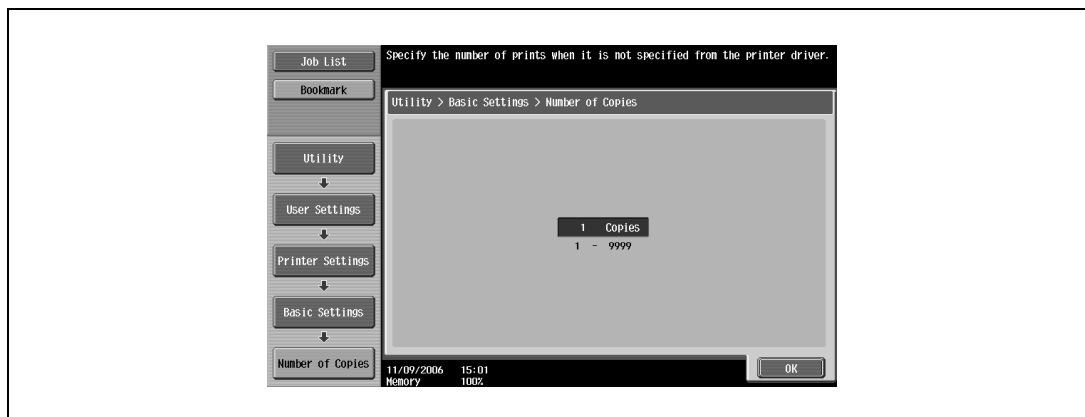 Job List
Bookmark
Specify the number of prints when it is not specified from the printer driver.
Utility > Basic Settings > Number of Copies
Utility
User Settings
Printer Settings
Basic Settings
Number of Copies
1 Copies
1 - 9999
11/09/2006 15:01
Memory 100%
OK